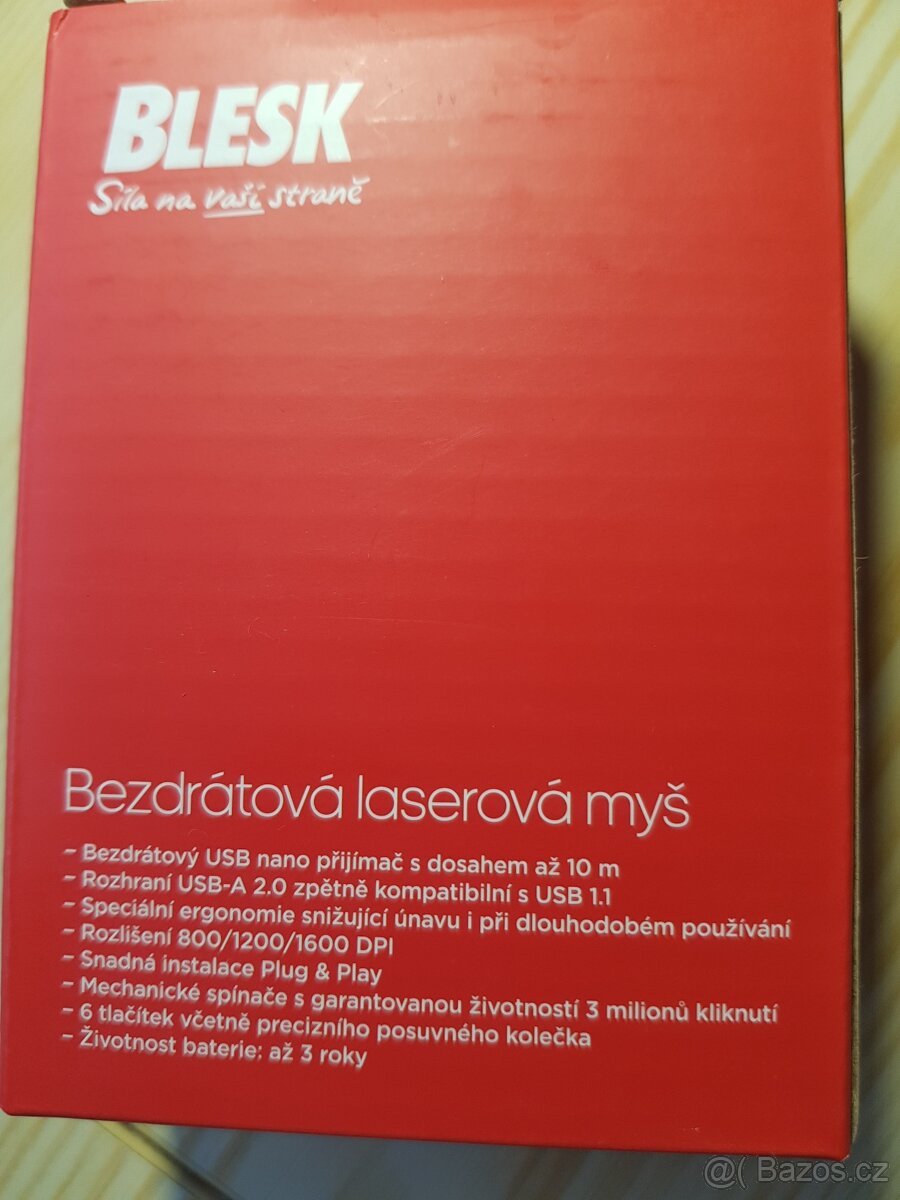 BLESK
Síla na vaší straně
Bezdrátová laserová myš
- Bezdrátový USB nano přijímač s dosahem až 10 m
- Rozhraní USB-A 2.0 zpětně kompatibilní s USB 1.1
- Speciální ergonomie snižující únavu i při dlouhodobém používání
- Rozlišení 800/1200/1600 DPI
- Snadná instalace Plug & Play
- Mechanické spínače s garantovanou životností 3 milionů kliknutí
- 6 tlačítek včetně precizního posuvného kolečka
- Životnost baterie: až 3 roky
@( Bazos.cz